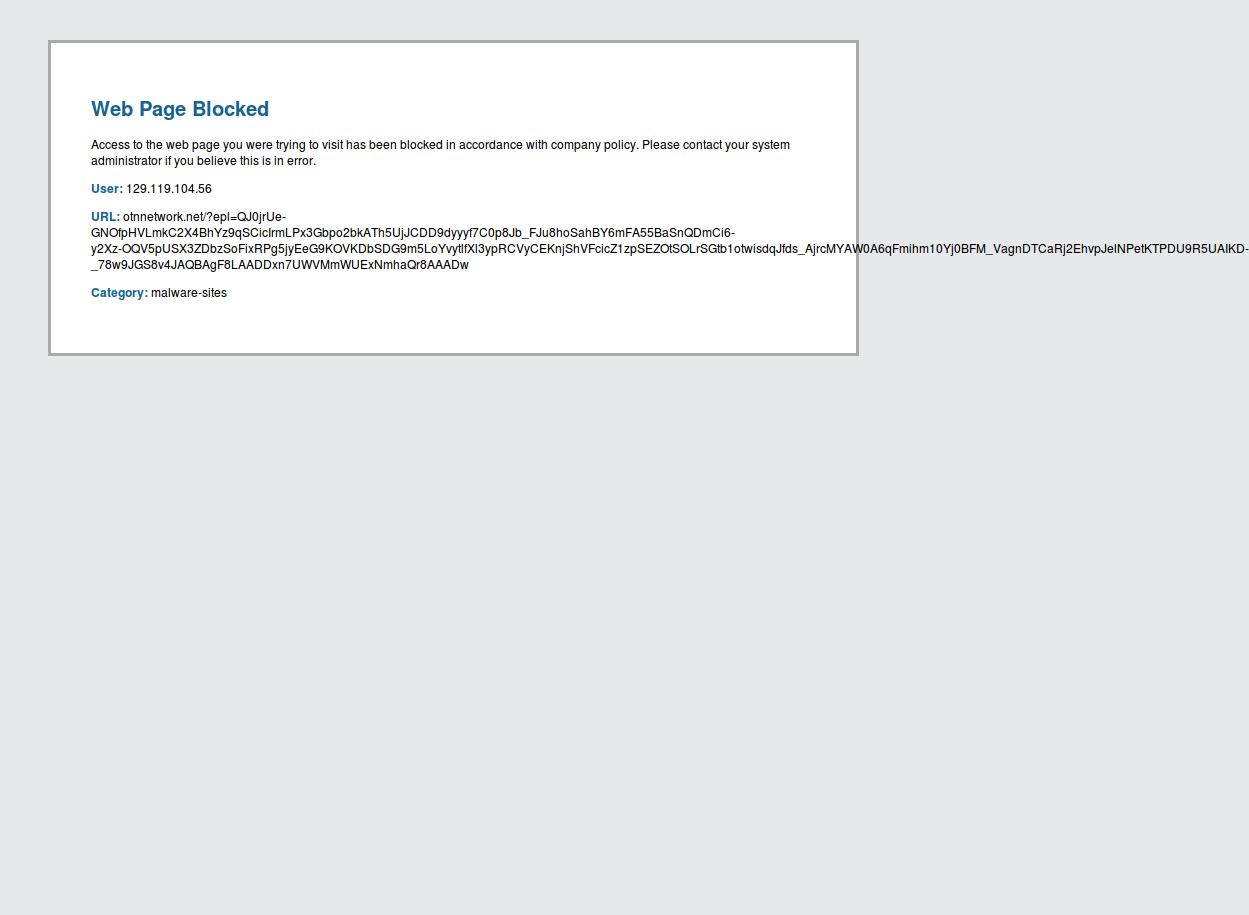 Web Page Blocked
Access to the web page you were trying to visit has been blocked in accordance with company policy. Please contact your system
administrator if you believe this is in error.
User: 129.119.104.56
URL: otnnetwork.net/?epl=QJ0jrUe-
GNOfpHVLmkC2X4BhYz9qSCicIrmLPx3Gbpo2bkATh5UjJCDD9dyyyf7C0p8Jb_FJu8hoSahBY6mFA55BaSnQDmCi6-
y2Xz-OQV5pUSX3ZDbzSoFixRPg5jyEeG9KOVKDbSDG9m5LoYvytlfXl3ypRCVyCEKnjShVFcicZ1zpSEZOtSOLrSGtb1otwisdqJfds_AjrcMYAW0A6qFmihm10Yj0BFM_VagnDTCaRj2EhvpJelNPetKTPDU9R5UAIKD-
_78w9JGS8v4JAQBAgF8LAADDxn7UWVMmWUExNmhaQr8AAADw
Category: malware-sites